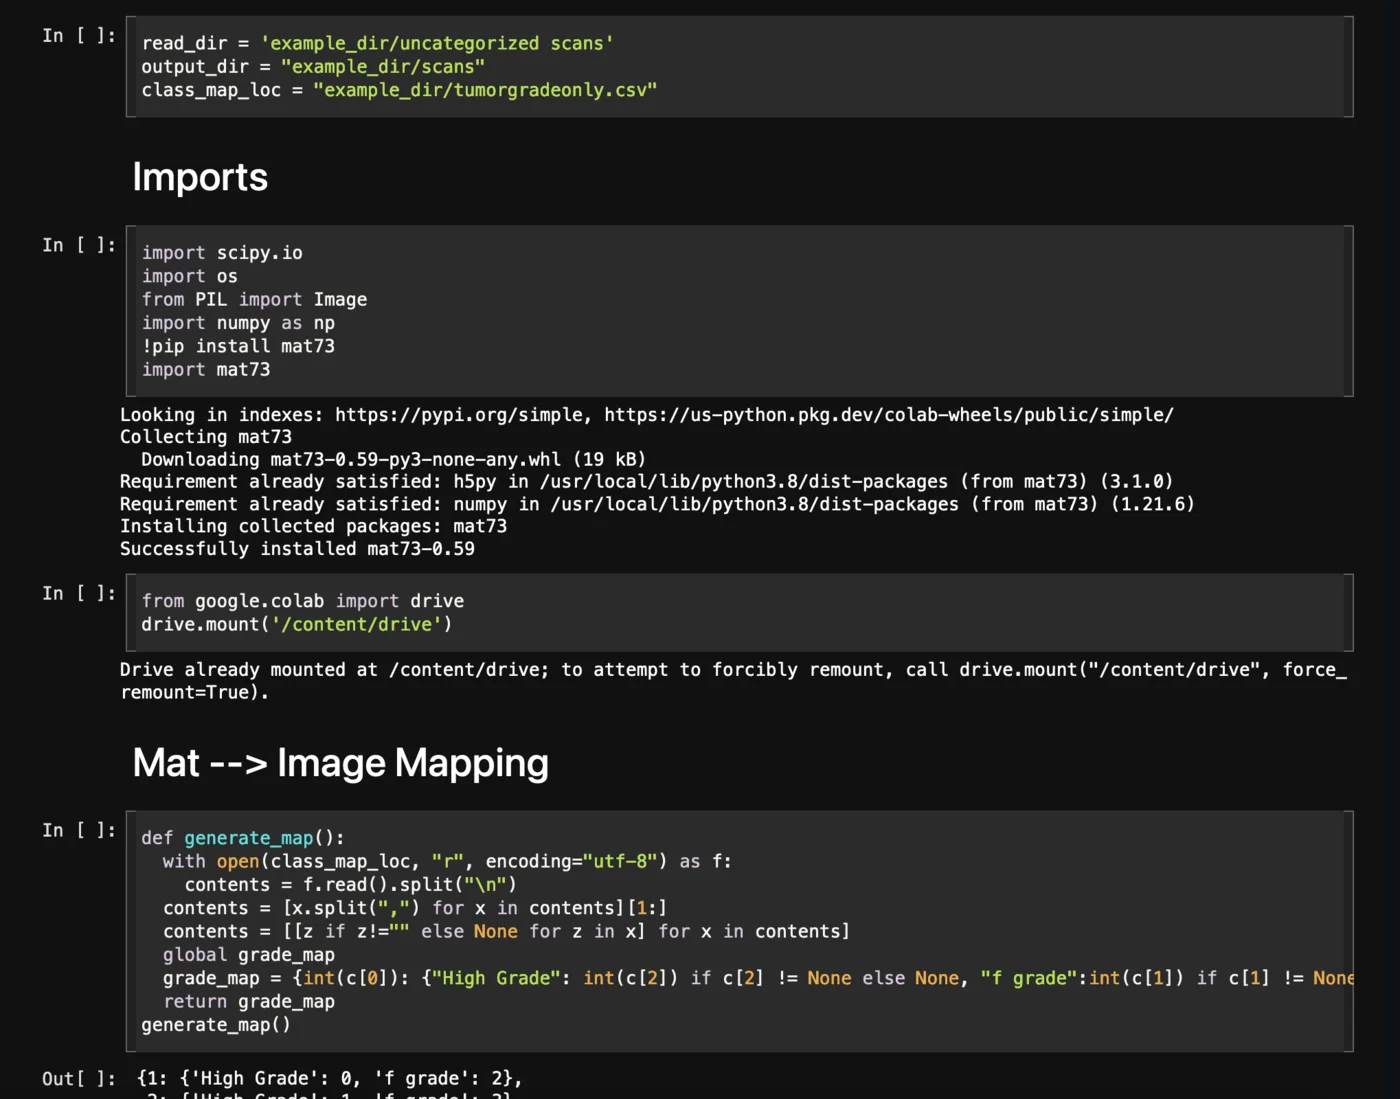 In [ ]:
read_dir = 'example_dir/uncategorized scans'
output_dir = "example_dir/scans"
class_map_loc = "example_dir/tumorgradeonly.csv"
Imports
In [ ]:
import scipy.io
import os
from PIL import Image
import numpy as np
!pip install mat73
import mat73
Looking in indexes: https://pypi.org/simple, https://us-python.pkg.dev/colab-wheels/public/simple/
Collecting mat73
  Downloading mat73-0.59-py3-none-any.whl (19 kB)
Requirement already satisfied: h5py in /usr/local/lib/python3.8/dist-packages (from mat73) (3.1.0)
Requirement already satisfied: numpy in /usr/local/lib/python3.8/dist-packages (from mat73) (1.21.6)
Installing collected packages: mat73
Successfully installed mat73-0.59
In [ ]:
from google.colab import drive
drive.mount('/content/drive')
Drive already mounted at /content/drive; to attempt to forcibly remount, call drive.mount("/content/drive", force_
remount=True).
Mat --> Image Mapping
In [ ]:
def generate_map():
  with open(class_map_loc, "r", encoding="utf-8") as f:
    contents = f.read().split("\n")
  contents = [x.split(",") for x in contents][1:]
  contents = [[z if z!="" else None for z in x] for x in contents]
  global grade_map
  grade_map = {int(c[0]): {"High Grade": int(c[2]) if c[2] != None else None, "f grade":int(c[1]) if c[1] != None
  return grade_map
generate_map()
Out[ ]:
{1: {'High Grade': 0, 'f grade': 2},